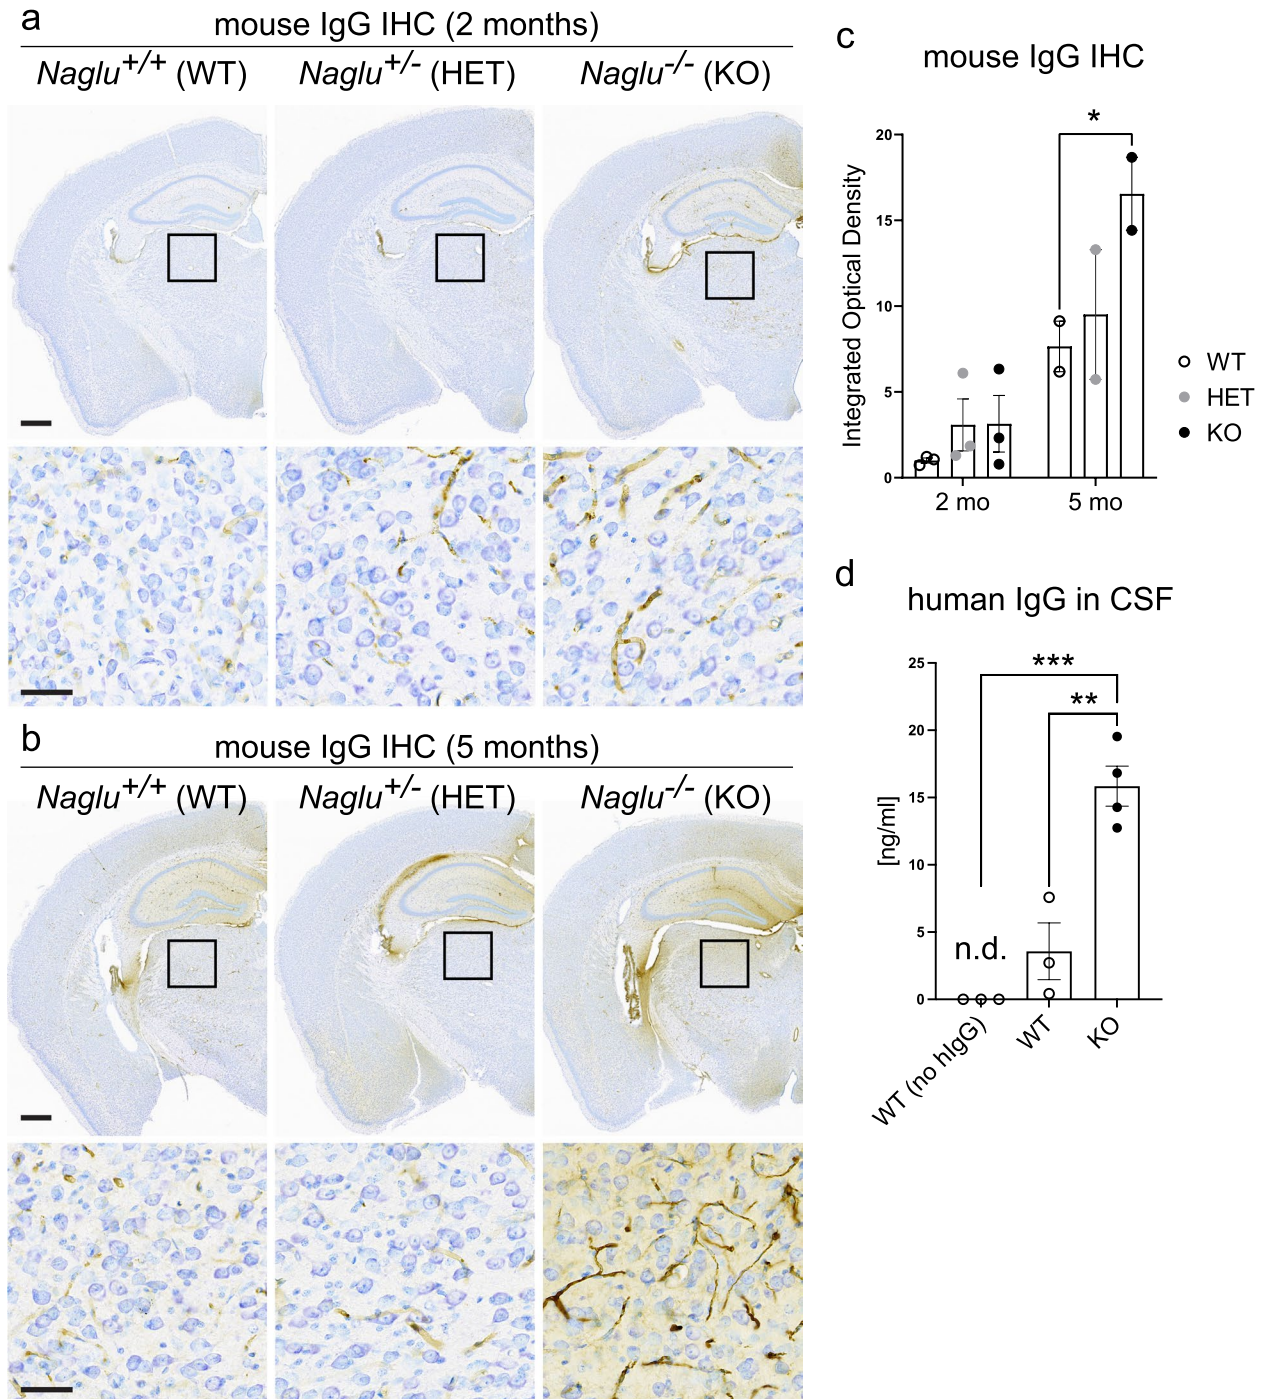 a
mouse IgG IHC (2 months)
Naglu+/+ (WT)
Naglu+/- (HET)
Naglu-/- (KO)
b
mouse IgG IHC (5 months)
Naglu+/+ (WT)
Naglu+/- (HET)
Naglu-/- (KO)
c
mouse IgG IHC
*
Integrated Optical Density
20
15
10
5
0
2 mo
5 mo
WT
HET
KO
d
human IgG in CSF
***
**
[ng/ml]
25
20
15
10
5
0
n.d.
WT (no hIgG)
WT
KO